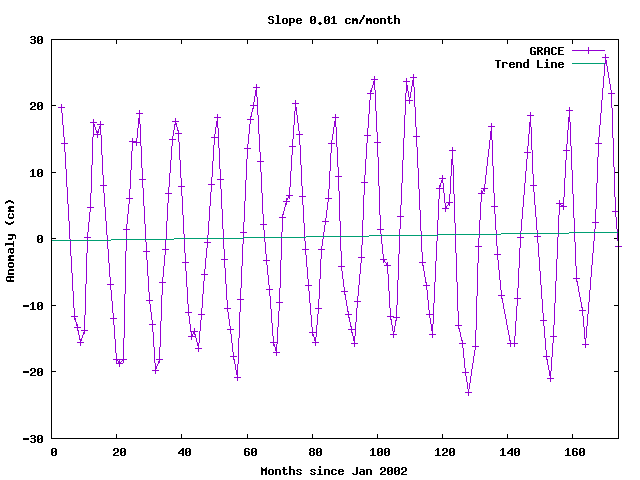 Slope 0.01 cm/month
GRACE
Trend Line
30
20
10
0
-10
-20
-30
Anomaly (cm)
0 20 40 60 80 100 120 140 160
Months since Jan 2002